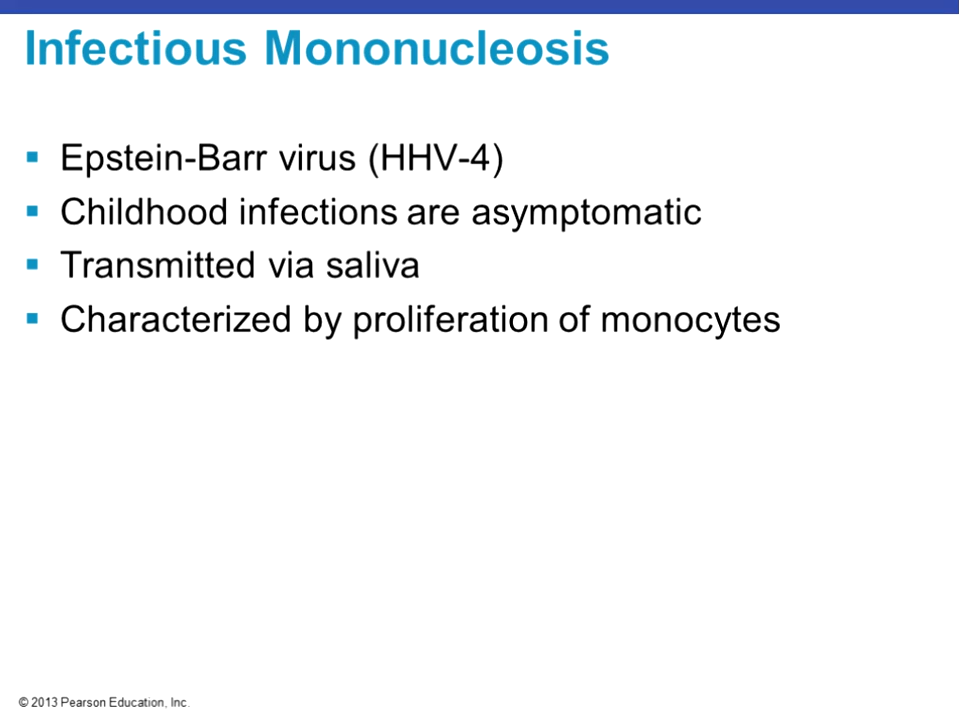 Infectious Mononucleosis
▪ Epstein-Barr virus (HHV-4)
▪ Childhood infections are asymptomatic
▪ Transmitted via saliva
▪ Characterized by proliferation of monocytes
© 2013 Pearson Education, Inc.